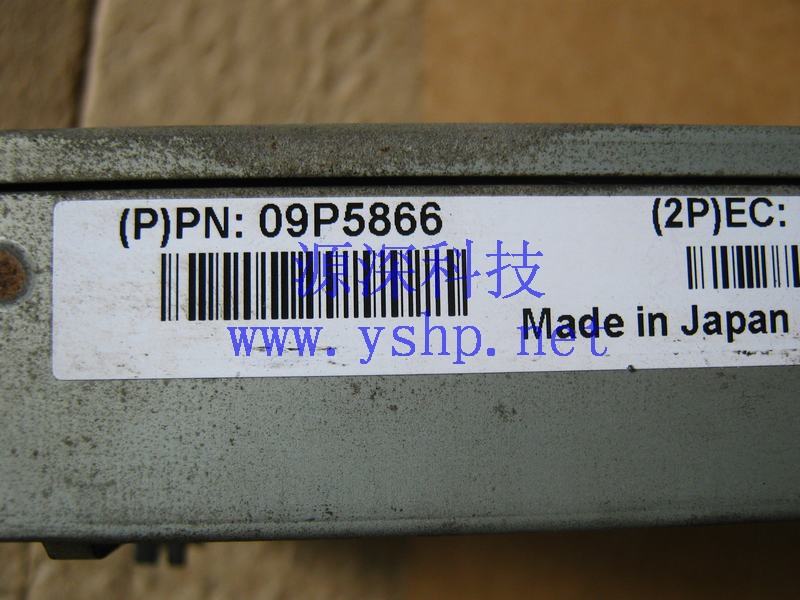 (P)PN: 09P5866
(2P)EC:
源深科技
Made in Japan
www.yshp.net